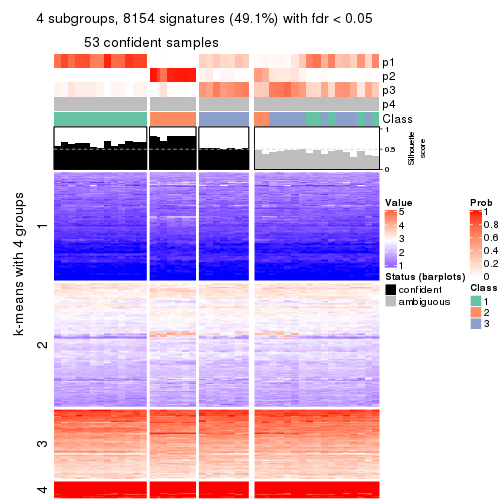 4 subgroups, 8154 signatures (49.1%) with fdr < 0.05
53 confident samples
p1
p2
p3
p4
Class
1
0.5
0
Silhouette
score
k-means with 4 groups
1
2
3
4
Value
5
4
3
2
1
Status (barplots)
confident
ambiguous
Prob
1
0.8
0.6
0.4
0.2
0
Class
1
2
3